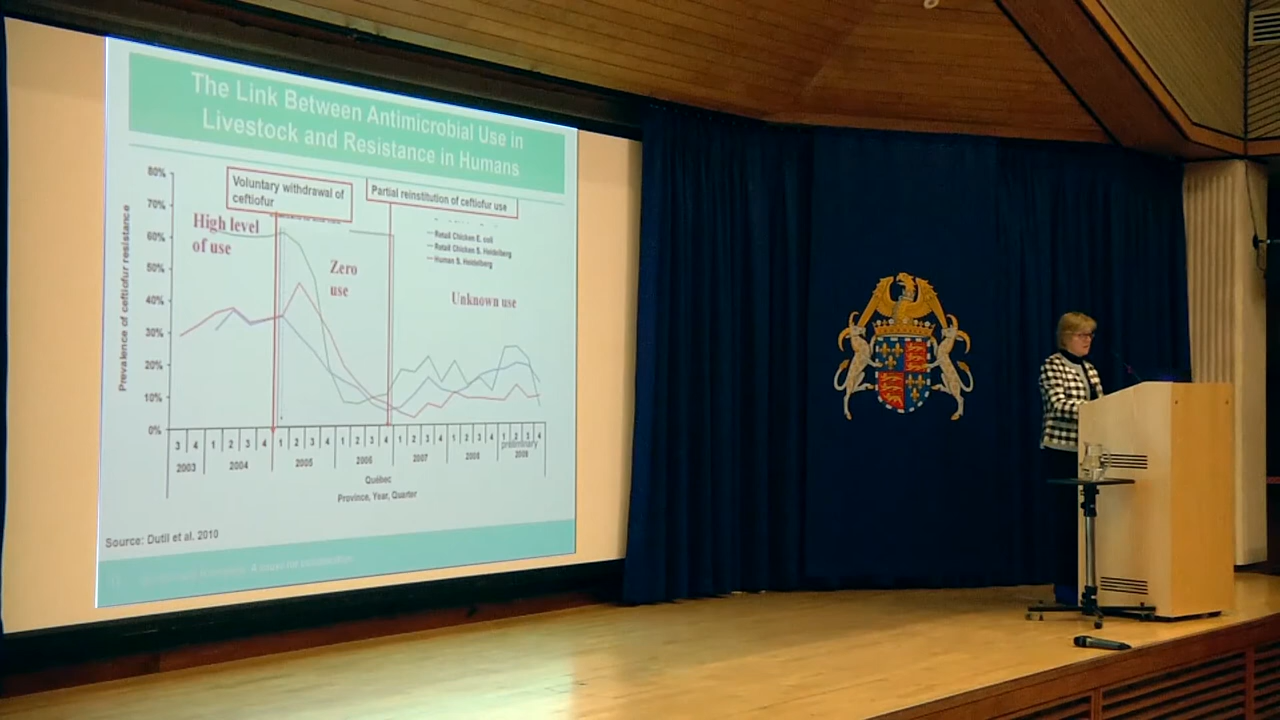 The Link Between Antimicrobial Use in
Livestock and Resistance in Humans
Voluntary withdrawal of
ceftiofur
Partial reinstitution of ceftiofur use
High level
of use
Zero
use
Unknown use
Retail Chicken E. coli
Retail Chicken S. Heidelberg
Human S. Heidelberg
Prevalence of ceftiofur resistance
80%
70%
60%
50%
40%
30%
20%
10%
0%
3 4 1 2 3 4 1 2 3 4 1 2 3 4 1 2 3 4 1 2 3 4 1 2 3 4
preliminary
2003 2004 2005 2006 2007 2008 2009
Québec
Province, Year, Quarter
Source: Dutil et al. 2010